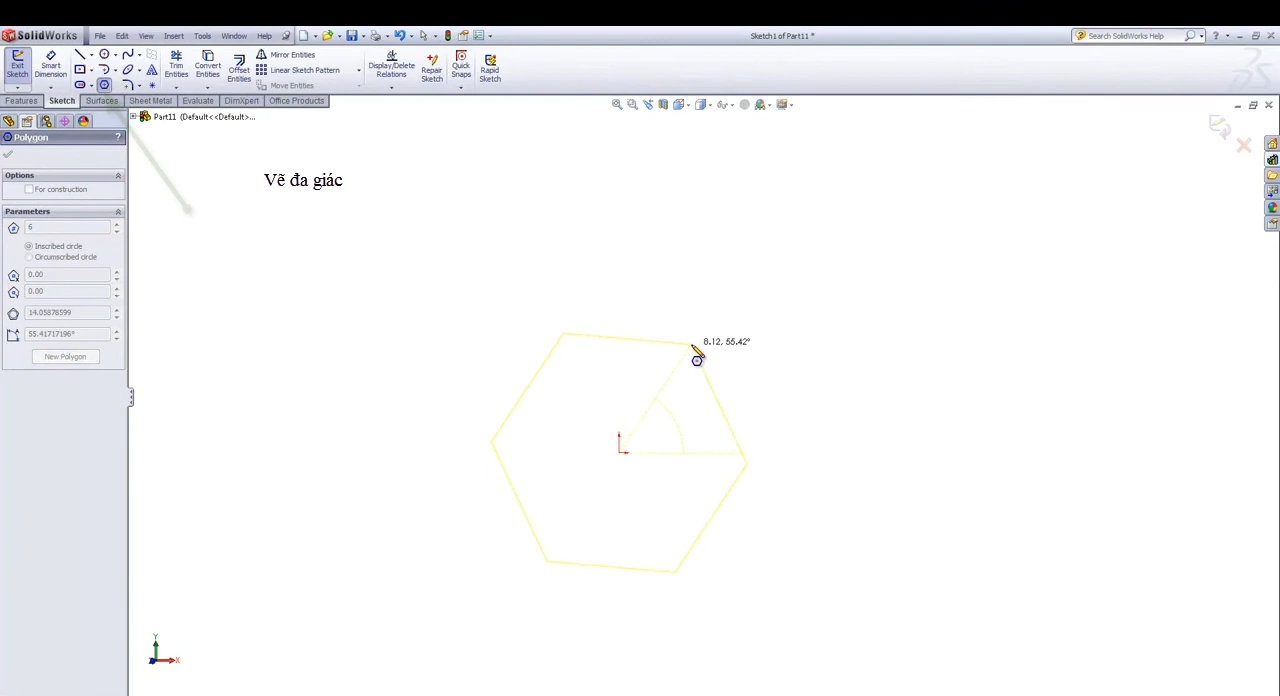 SolidWorks File Edit View Insert Tools Window Help Sketch1 of Part11 * Search SolidWorks Help
Exit Sketch Smart Dimension Trim Entities Convert Entities Offset Entities Mirror Entities Linear Sketch Pattern Move Entities Display/Delete Relations Repair Sketch Quick Snaps Rapid Sketch
Features Sketch Surfaces Sheet Metal Evaluate DimXpert Office Products
Part11 (Default<<Default>...
Polygon ?
Vẽ đa giác
Options
For construction
Parameters
6
Inscribed circle
Circumscribed circle
0.00
0.00
14.05878599
55.41717196°
New Polygon
8.12, 55.42°
Y
X